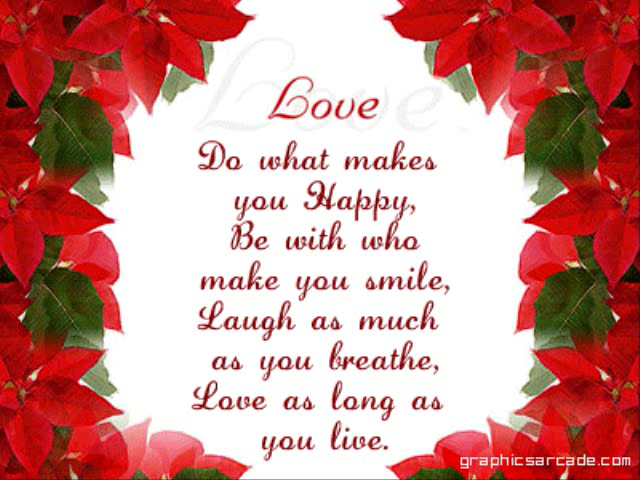 Love
Do what makes
you Happy,
Be with who
make you smile,
Laugh as much
as you breathe,
Love as long as
you live.
graphicsarcade.com